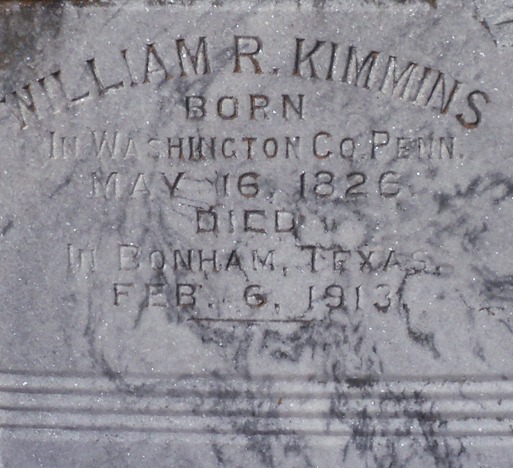 WILLIAM R. KIMMINS
BORN
IN WASHINGTON CO. PENN.
MAY 16, 1826
DIED
IN BONHAM, TEXAS,
FEB. 6, 1913